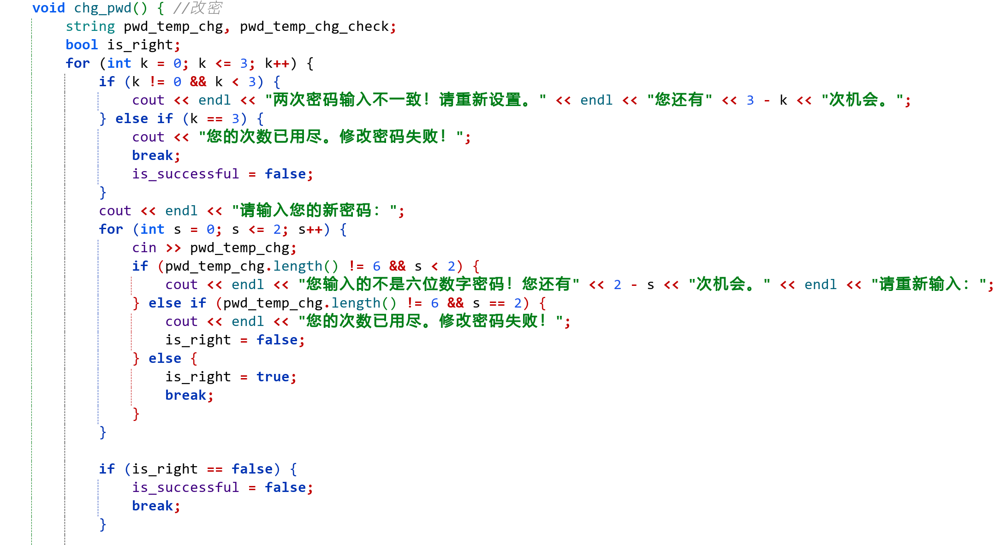 void chg_pwd() { //改密
string pwd_temp_chg, pwd_temp_chg_check;
bool is_right;
for (int k = 0; k <= 3; k++) {
if (k != 0 && k < 3) {
cout << endl << "两次密码输入不一致！请重新设置。" << endl << "您还有" << 3 - k << "次机会。";
} else if (k == 3) {
cout << "您的次数已用尽。修改密码失败！";
break;
is_successful = false;
}
cout << endl << "请输入您的新密码：";
for (int s = 0; s <= 2; s++) {
cin >> pwd_temp_chg;
if (pwd_temp_chg.length() != 6 && s < 2) {
cout << endl << "您输入的不是六位数字密码！您还有" << 2 - s << "次机会。" << endl << "请重新输入：";
} else if (pwd_temp_chg.length() != 6 && s == 2) {
cout << endl << "您的次数已用尽。修改密码失败！";
is_right = false;
} else {
is_right = true;
break;
}
}
if (is_right == false) {
is_successful = false;
break;
}